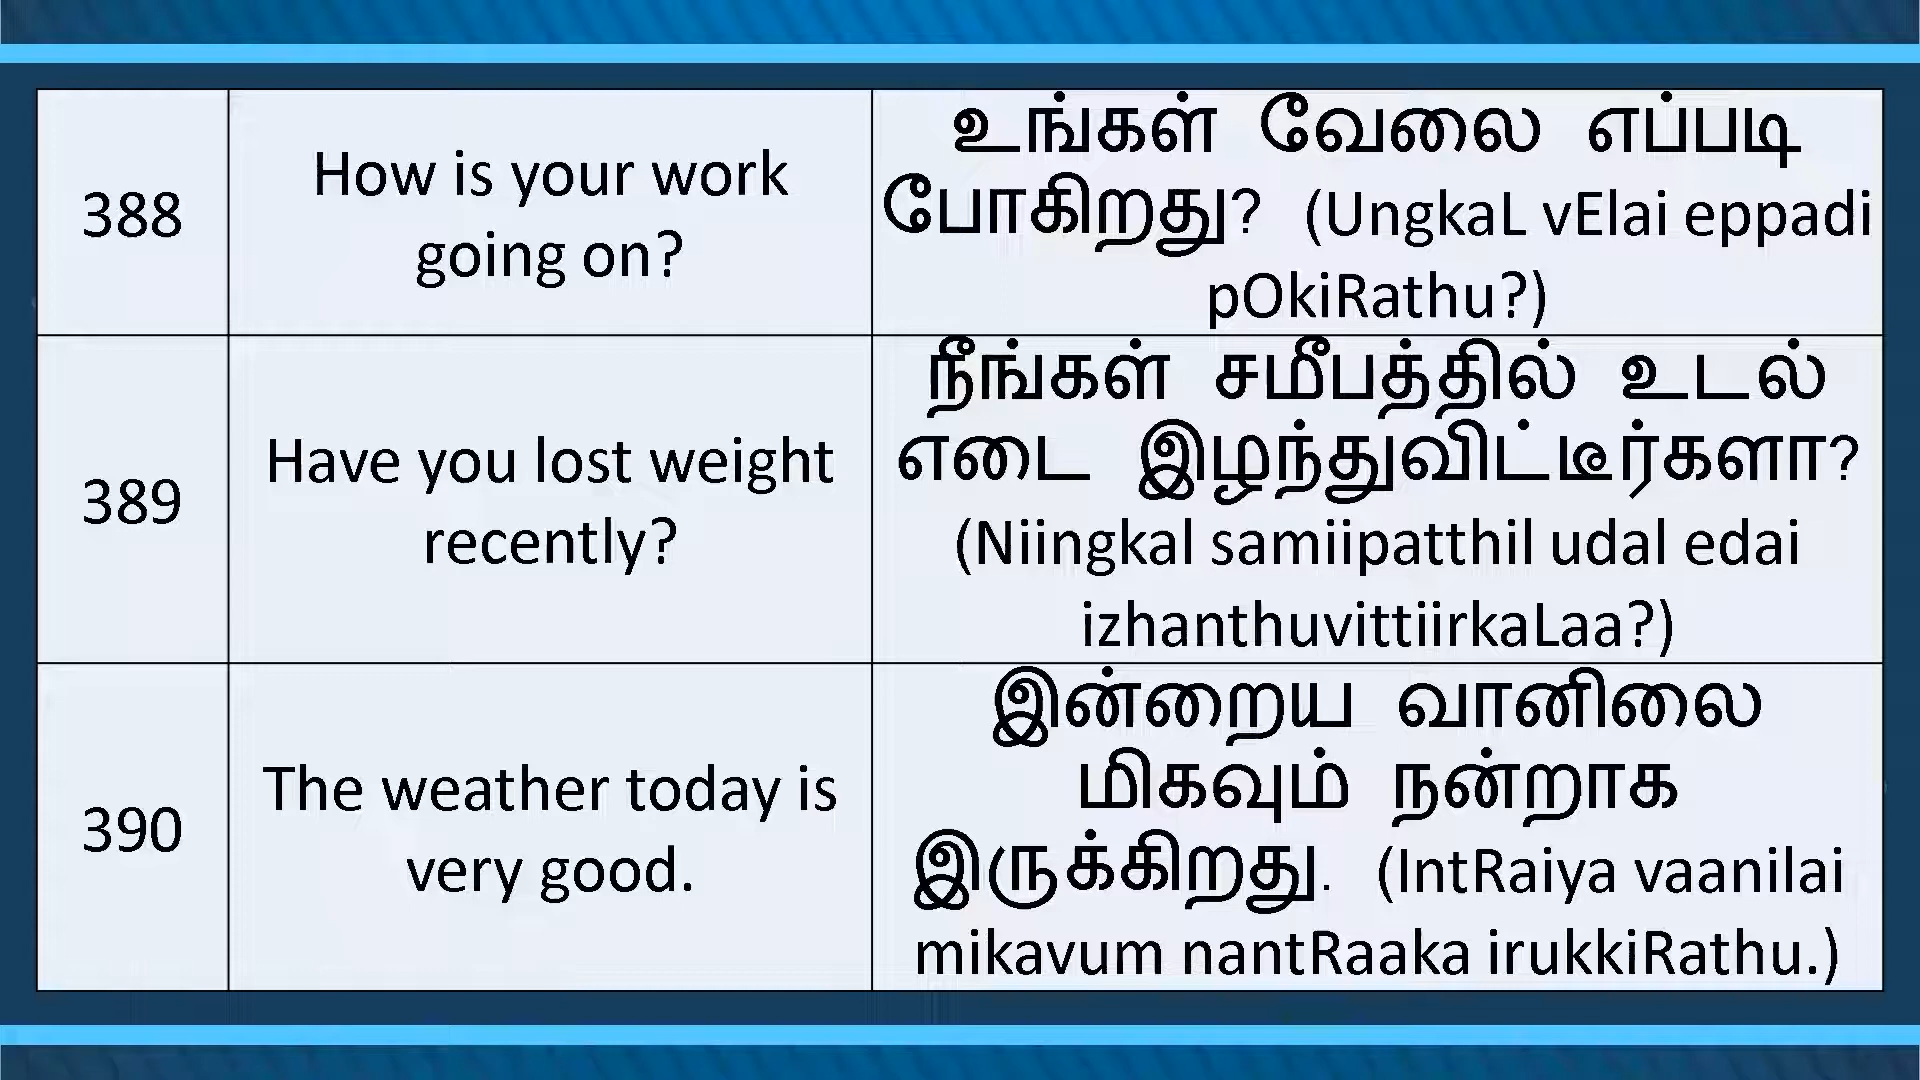 388
How is your work
going on?
உங்கள் வேலை எப்படி
போகிறது? (UngkaL vElai eppadi
pOkiRathu?)
389
Have you lost weight
recently?
நீங்கள் சமீபத்தில் உடல்
எடை இழந்துவிட்டீர்களா?
(Niingkal samiipatthil udal edai
izhanthuvittiirkaLaa?)
390
The weather today is
very good.
இன்றைய வானிலை
மிகவும் நன்றாக
இருக்கிறது. (IntRaiya vaanilai
mikavum nantRaaka irukkiRathu.)